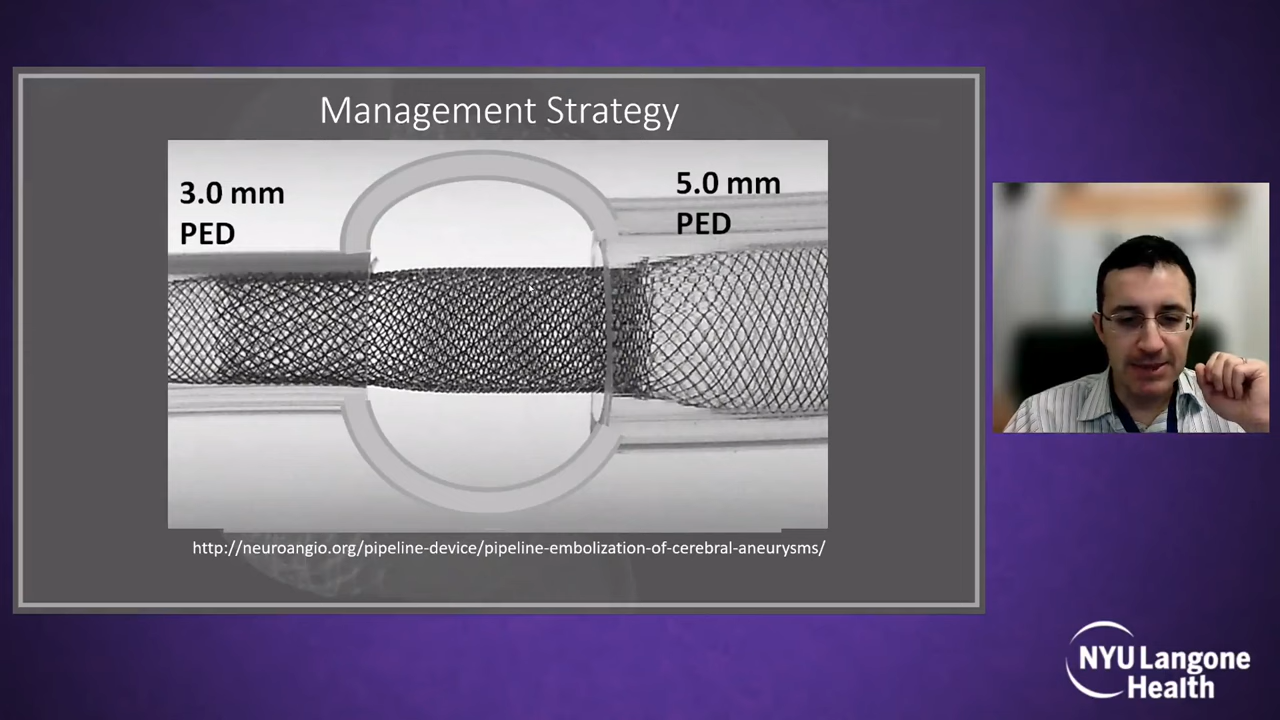 Management Strategy
3.0 mm
PED
5.0 mm
PED
http://neuroangio.org/pipeline-device/pipeline-embolization-of-cerebral-aneurysms/
NYU Langone
Health